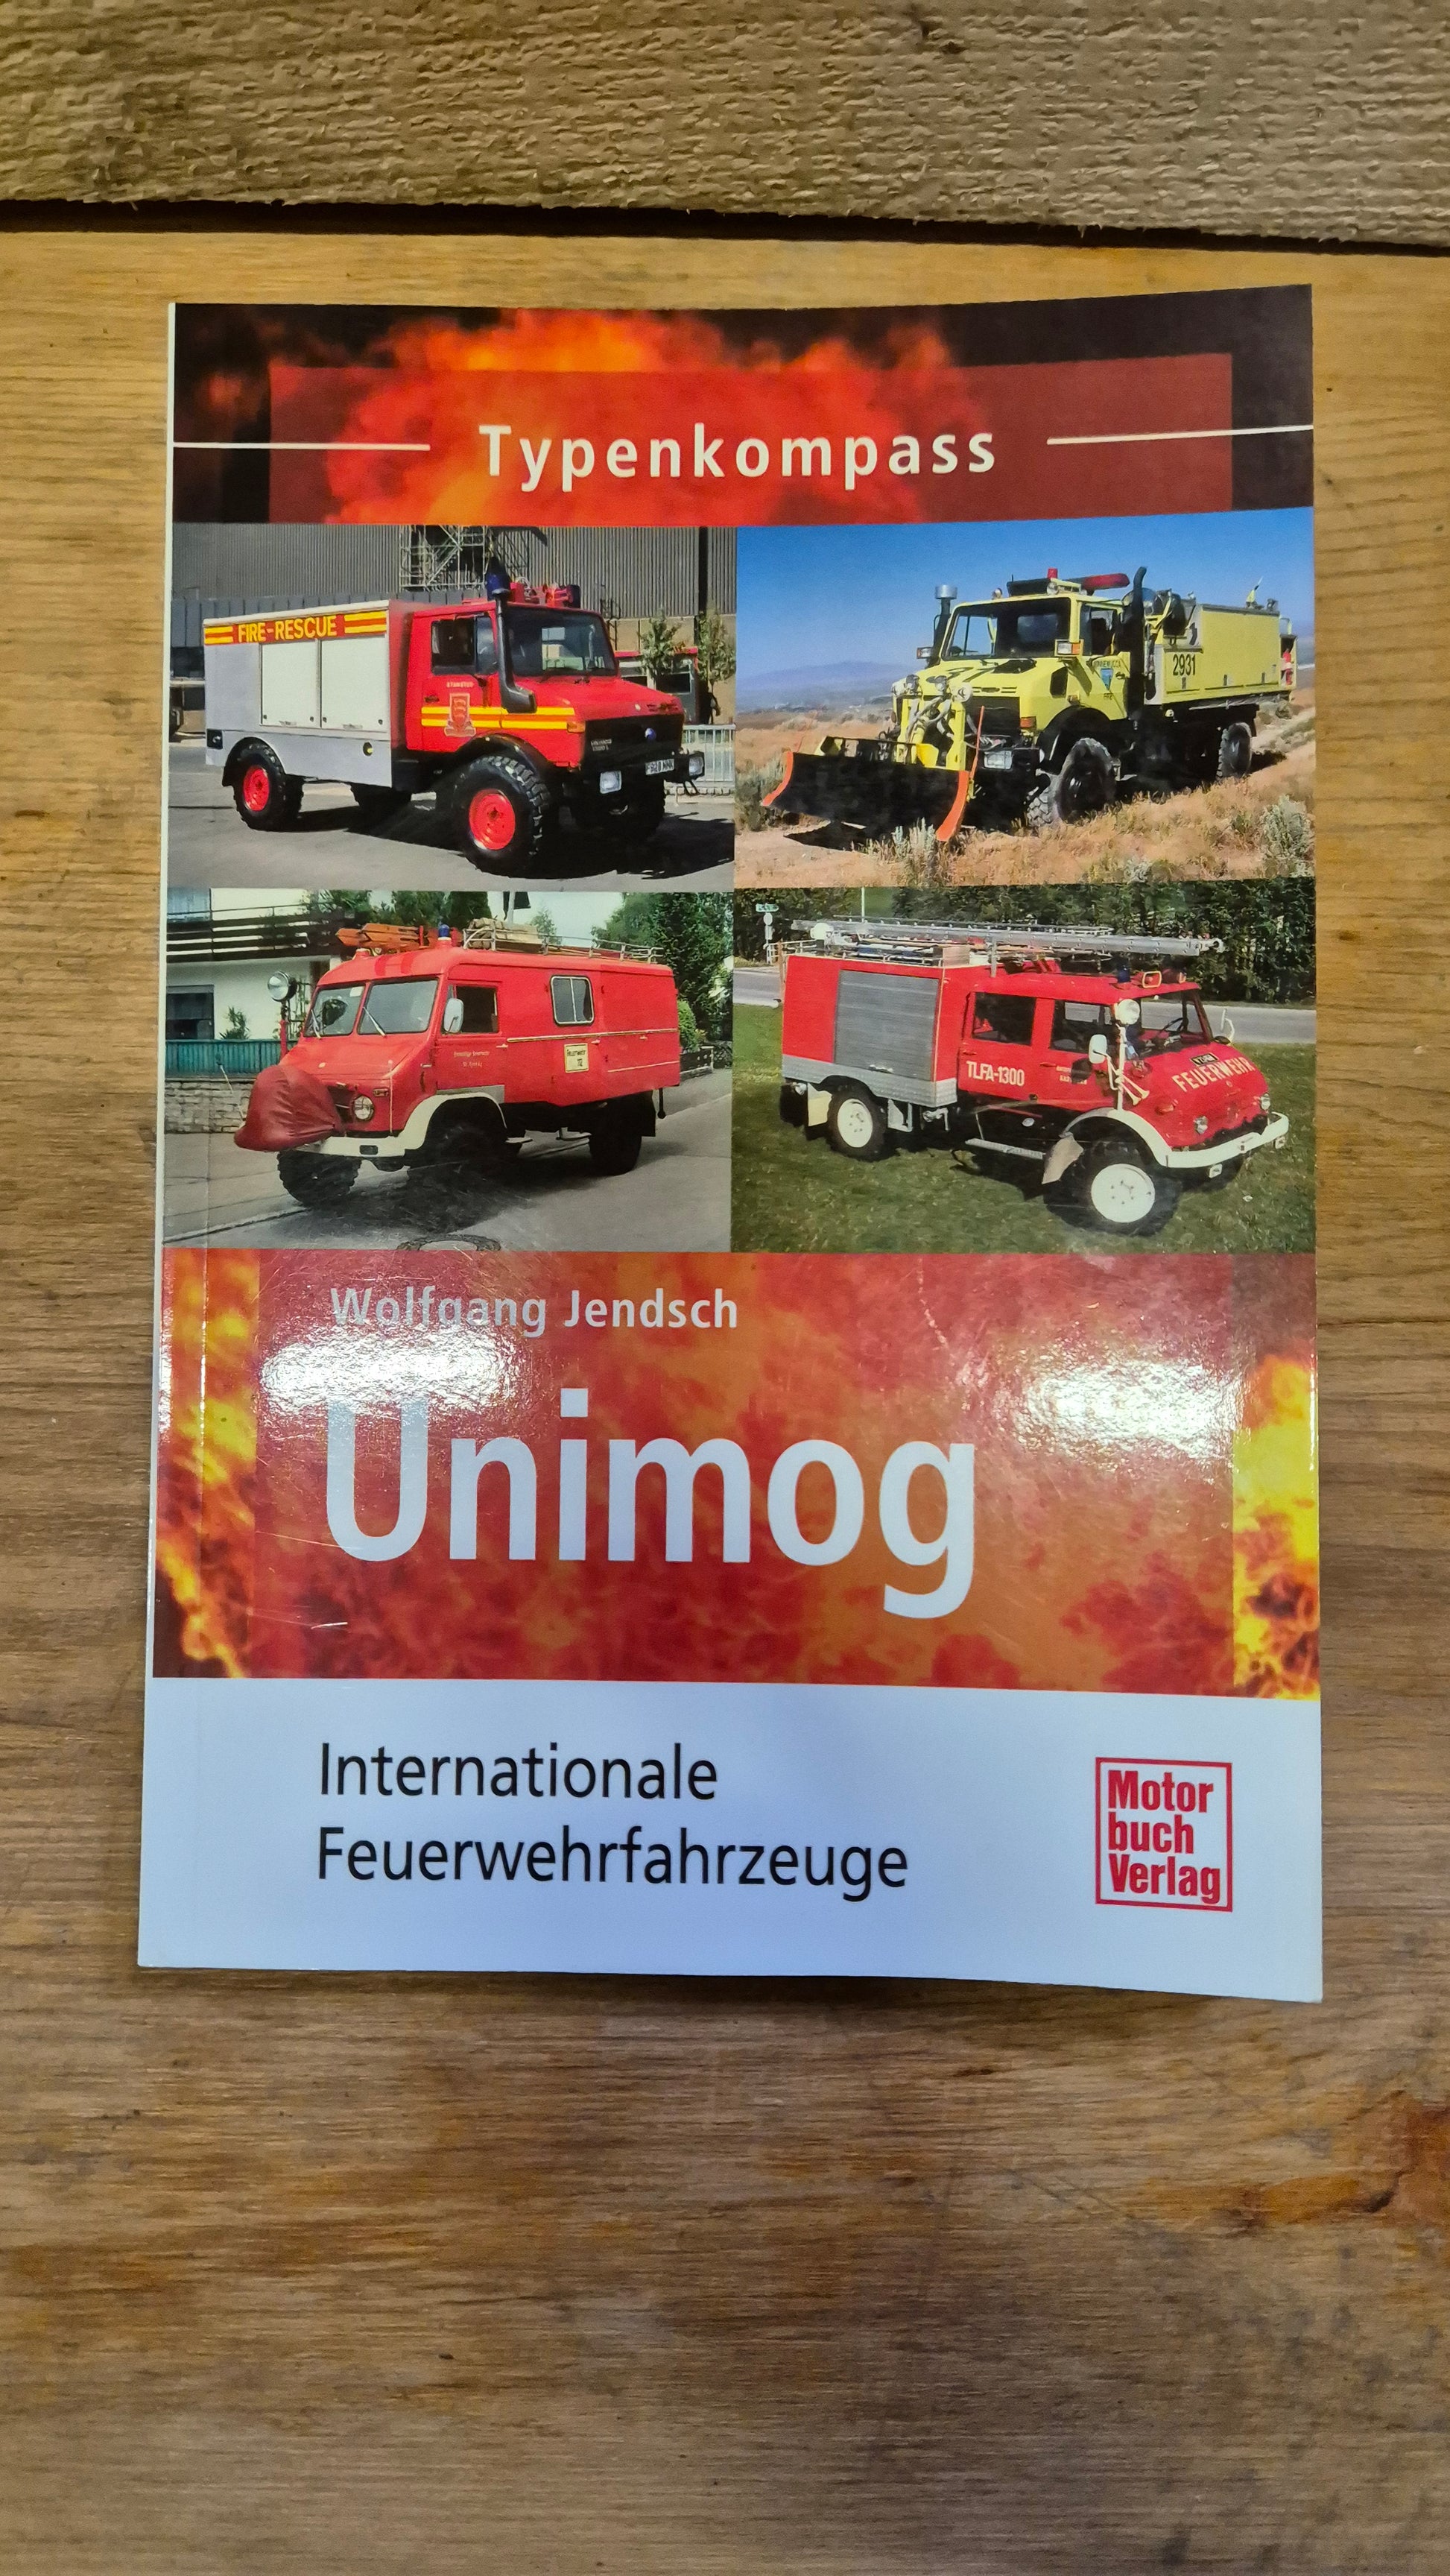 Typenkompass
FIRE-RESCUE
2931
TLFA-1300
FEUERWEHR
Wolfgang Jendsch
Unimog
Internationale
Feuerwehrfahrzeuge
Motor
buch
Verlag